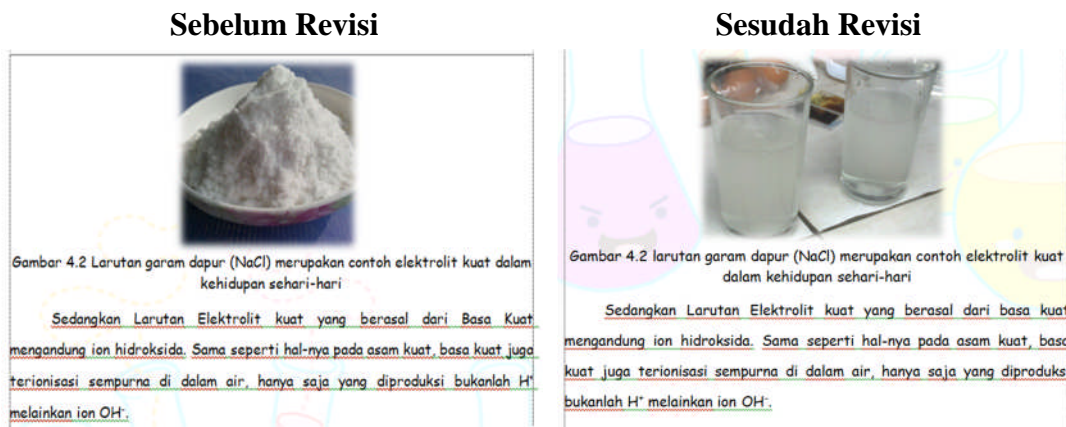 Sebelum Revisi
Gambar 4.2 Larutan garam dapur (NaCl) merupakan contoh elektrolit kuat dalam
kehidupan sehari-hari
Sedangkan Larutan Elektrolit kuat yang berasal dari Basa Kuat
mengandung ion hidroksida. Sama seperti hal-nya pada asam kuat, basa kuat juga
terionisasi sempurna di dalam air, hanya saja yang diproduksi bukanlah H⁺
melainkan ion OH⁻.
Sesudah Revisi
Gambar 4.2 larutan garam dapur (NaCl) merupakan contoh elektrolit kuat
dalam kehidupan sehari-hari
Sedangkan Larutan Elektrolit kuat yang berasal dari basa kuat
mengandung ion hidroksida. Sama seperti hal-nya pada asam kuat, basa
kuat juga terionisasi sempurna di dalam air, hanya saja yang diproduksi
bukanlah H⁺ melainkan ion OH⁻.